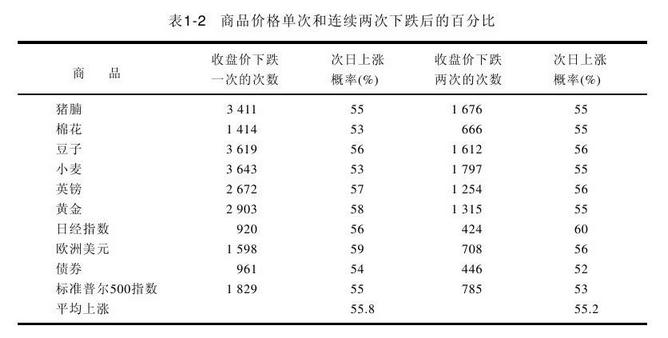 表1-2 商品价格单次和连续两次下跌后的百分比
商 品 收盘价下跌一次的次数 次日上涨概率(%) 收盘价下跌两次的次数 次日上涨概率(%)
猪腩 3 411 55 1 676 55
棉花 1 414 53 666 55
豆子 3 619 56 1 612 56
小麦 3 643 53 1 797 55
英镑 2 672 57 1 254 56
黄金 2 903 58 1 315 55
日经指数 920 56 424 60
欧洲美元 1 598 59 708 56
债券 961 54 446 52
标准普尔500指数 1 829 55 785 53
平均上涨 55.8 55.2